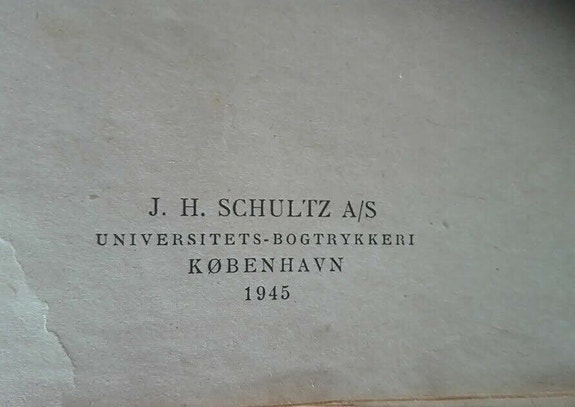 J. H. SCHULTZ A/S
UNIVERSITETS-BOGTRYKKERI
KØBENHAVN
1945